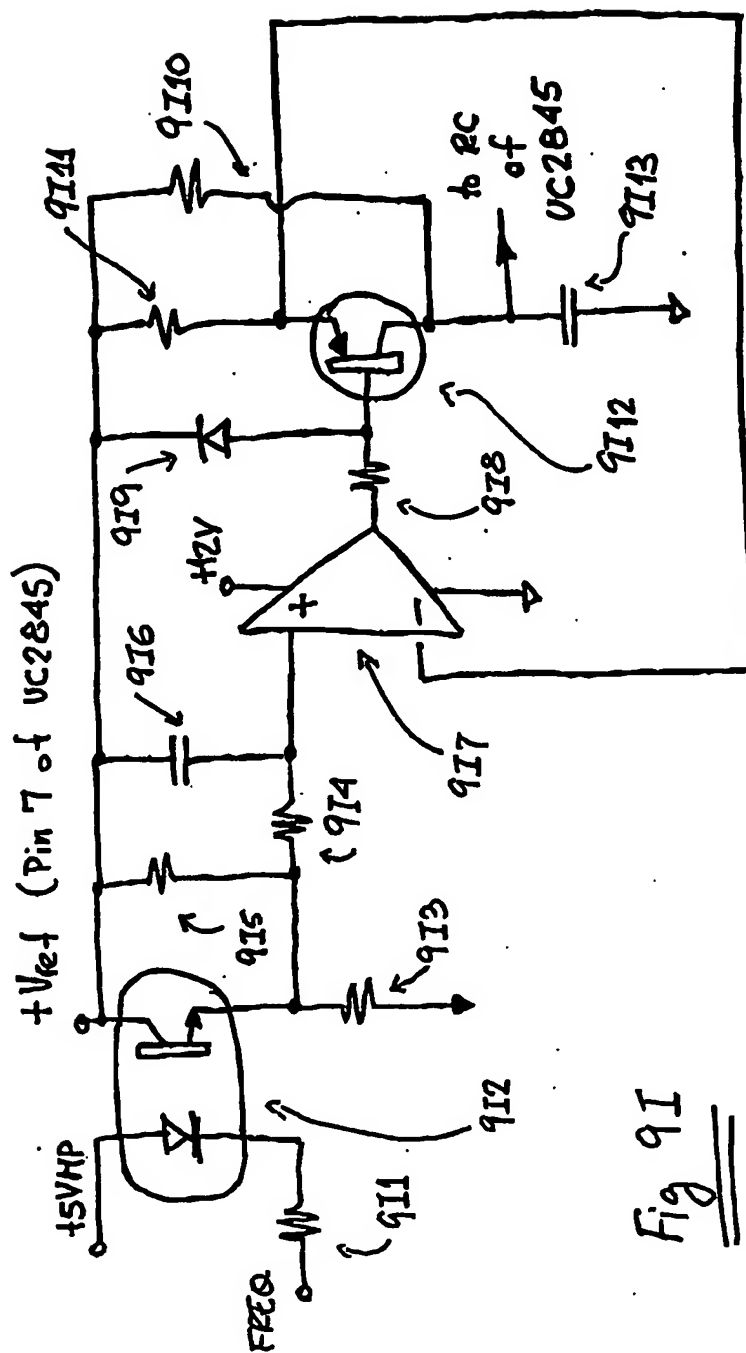 +Vref (Pin 7 of UC2845)
+5VHP
FREQ
9I1
9I2
9I3
9I5
9I4
9I6
9I7
+12V
+
-
9I9
9I8
9I11
9I10
9I12
to RC
of
UC2845
9I13
Fig 9I